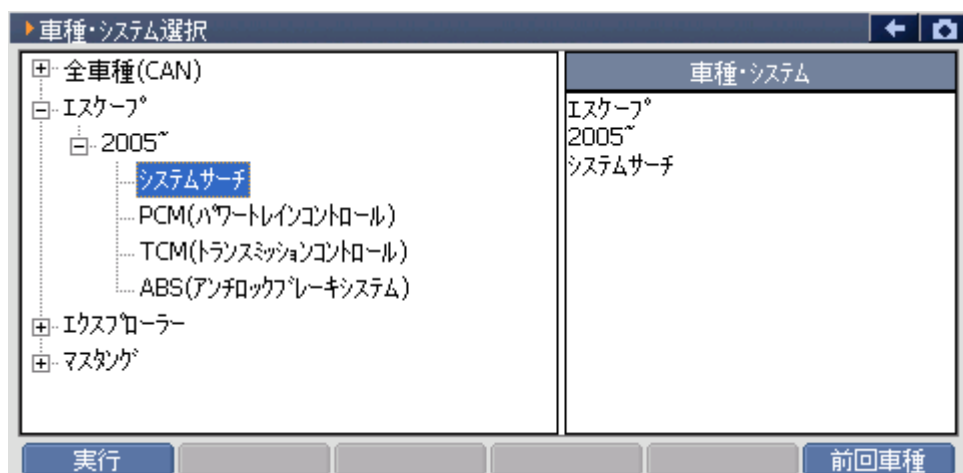 車種・システム選択
全車種(CAN)
エスケープ
2005~
システムサーチ
PCM(パワートレインコントロール)
TCM(トランスミッションコントロール)
ABS(アンチロックブレーキシステム)
エクスプローラー
マスタング
車種・システム
エスケープ
2005~
システムサーチ
実行
前回車種